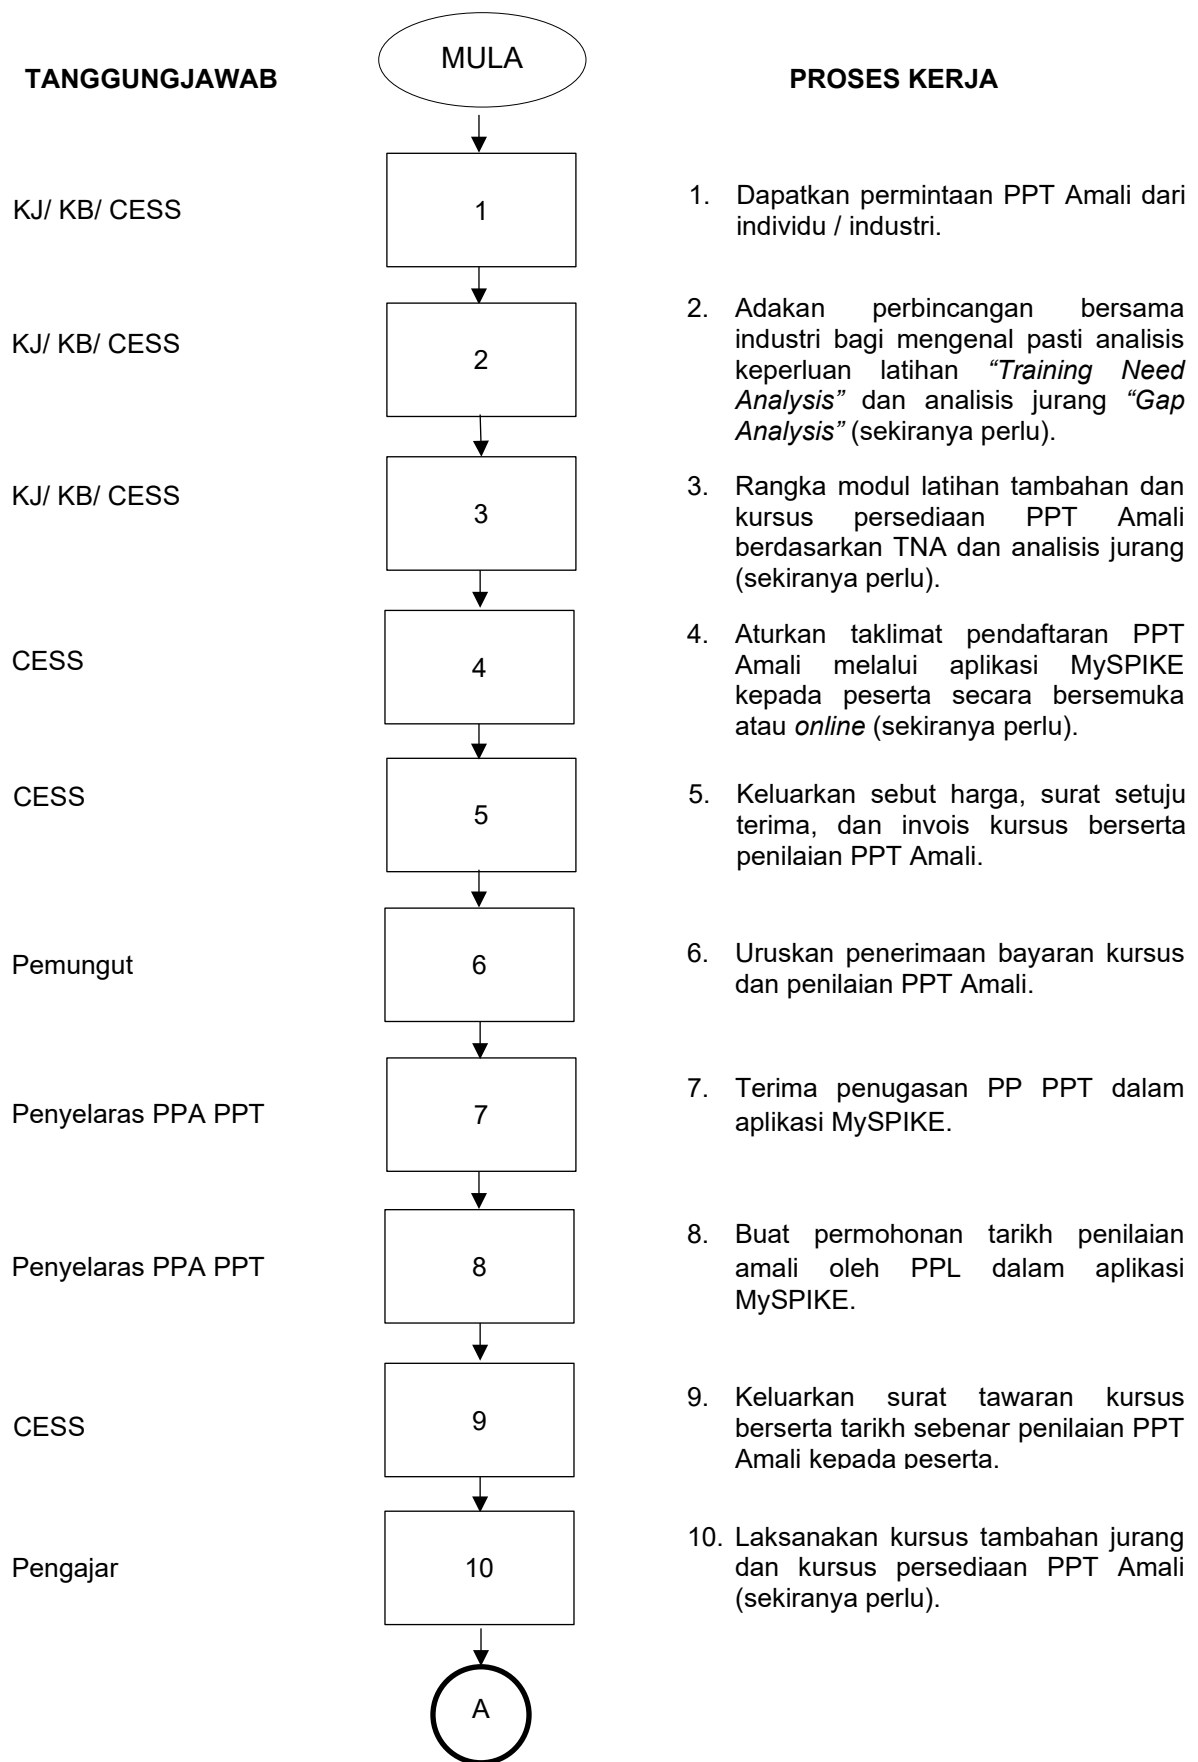 MULA
TANGGUNGJAWAB
PROSES KERJA
KJ/ KB/ CESS
1
1. Dapatkan permintaan PPT Amali dari
individu / industri.
KJ/ KB/ CESS
2
2. Adakan perbincangan bersama
industri bagi mengenal pasti analisis
keperluan latihan “Training Need
Analysis” dan analisis jurang “Gap
Analysis” (sekiranya perlu).
KJ/ KB/ CESS
3
3. Rangka modul latihan tambahan dan
kursus persediaan PPT Amali
berdasarkan TNA dan analisis jurang
(sekiranya perlu).
CESS
4
4. Aturkan taklimat pendaftaran PPT
Amali melalui aplikasi MySPIKE
kepada peserta secara bersemuka
atau online (sekiranya perlu).
CESS
5
5. Keluarkan sebut harga, surat setuju
terima, dan invois kursus berserta
penilaian PPT Amali.
Pemungut
6
6. Uruskan penerimaan bayaran kursus
dan penilaian PPT Amali.
Penyelaras PPA PPT
7
7. Terima penugasan PP PPT dalam
aplikasi MySPIKE.
Penyelaras PPA PPT
8
8. Buat permohonan tarikh penilaian
amali oleh PPL dalam aplikasi
MySPIKE.
CESS
9
9. Keluarkan surat tawaran kursus
berserta tarikh sebenar penilaian PPT
Amali kepada peserta.
Pengajar
10
10. Laksanakan kursus tambahan jurang
dan kursus persediaan PPT Amali
(sekiranya perlu).
A